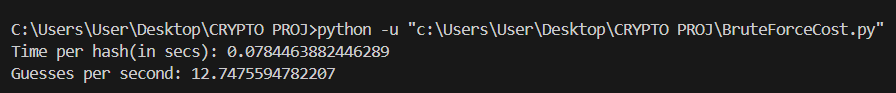 C:\Users\User\Desktop\CRYPTO PROJ>python -u "c:\Users\User\Desktop\CRYPTO PROJ\BruteForceCost.py"
Time per hash(in secs): 0.0784463882446289
Guesses per second: 12.7475594782207